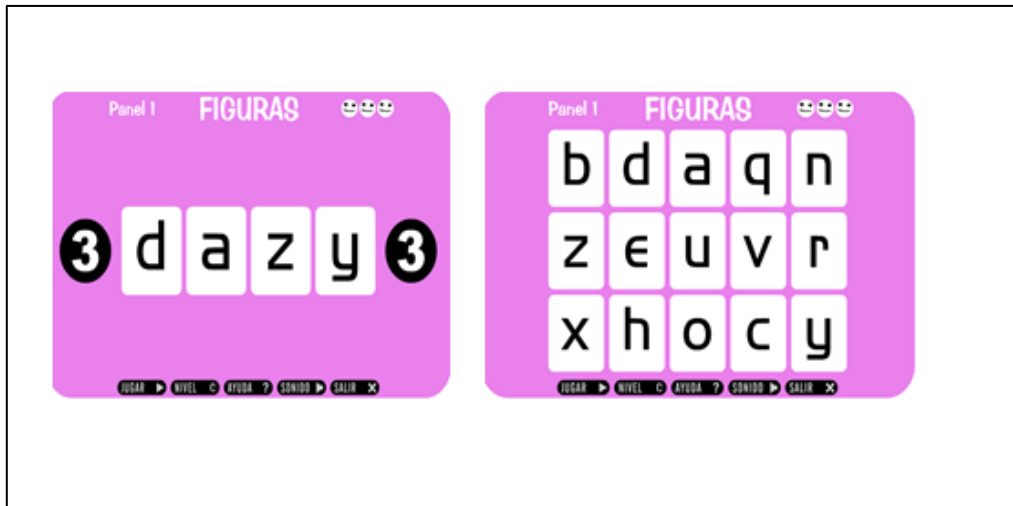 Panel 1 FIGURAS
3 d a z y 3
JUGAR NIVEL C AYUDA ? SONIDO SALIR X
Panel 1 FIGURAS
b d a q n
z e u v r
x h o c y
JUGAR NIVEL C AYUDA ? SONIDO SALIR X